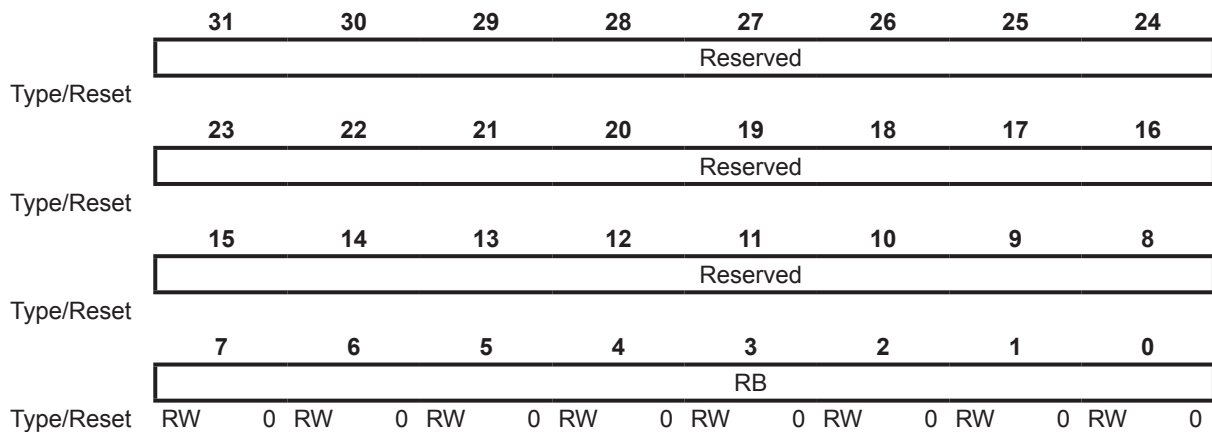 31 30 29 28 27 26 25 24
Reserved
Type/Reset
23 22 21 20 19 18 17 16
Reserved
Type/Reset
15 14 13 12 11 10 9 8
Reserved
Type/Reset
7 6 5 4 3 2 1 0
RB
Type/Reset RW 0 RW 0 RW 0 RW 0 RW 0 RW 0 RW 0 RW 0